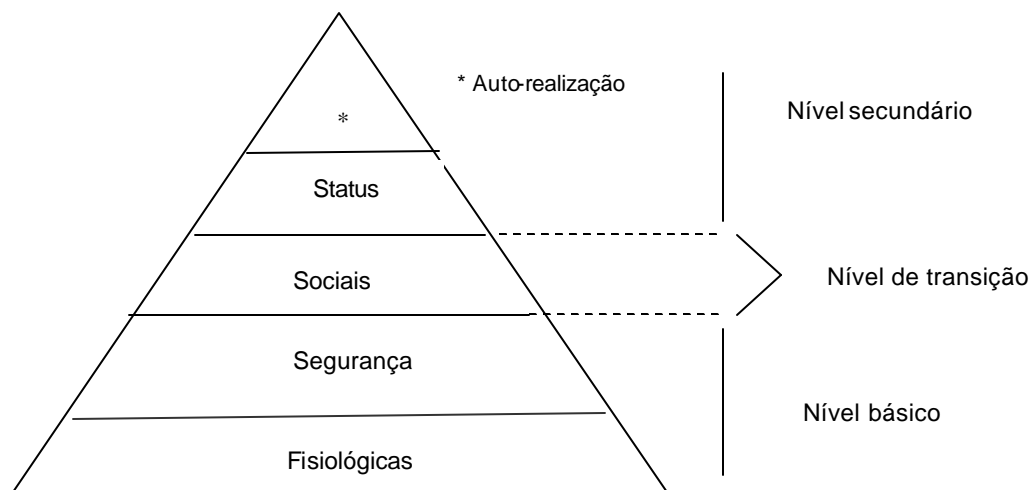 * Auto-realização
Nível secundário
*
Status
Sociais
Nível de transição
Segurança
Nível básico
Fisiológicas